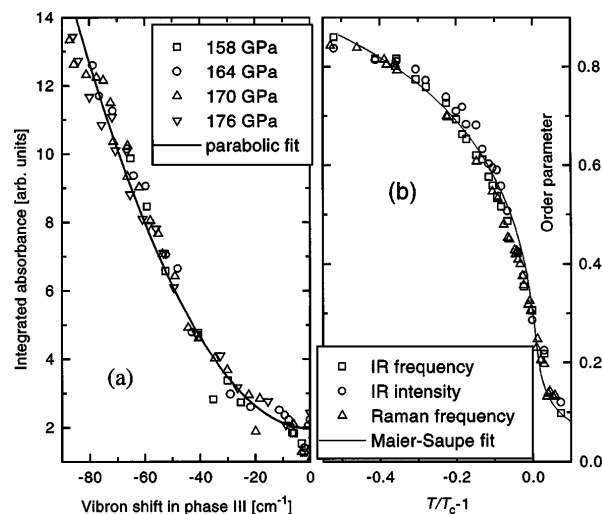 Integrated absorbance [arb. units]
14
12
10
8
6
4
2
158 GPa
164 GPa
170 GPa
176 GPa
parabolic fit
(a)
-80 -60 -40 -20 0
Vibron shift in phase III [cm-1]
(b)
IR frequency
IR intensity
Raman frequency
Maier-Saupe fit
-0.4 -0.2 0.0
T/Tc-1
0.8
0.6
0.4
0.2
0.0
Order parameter